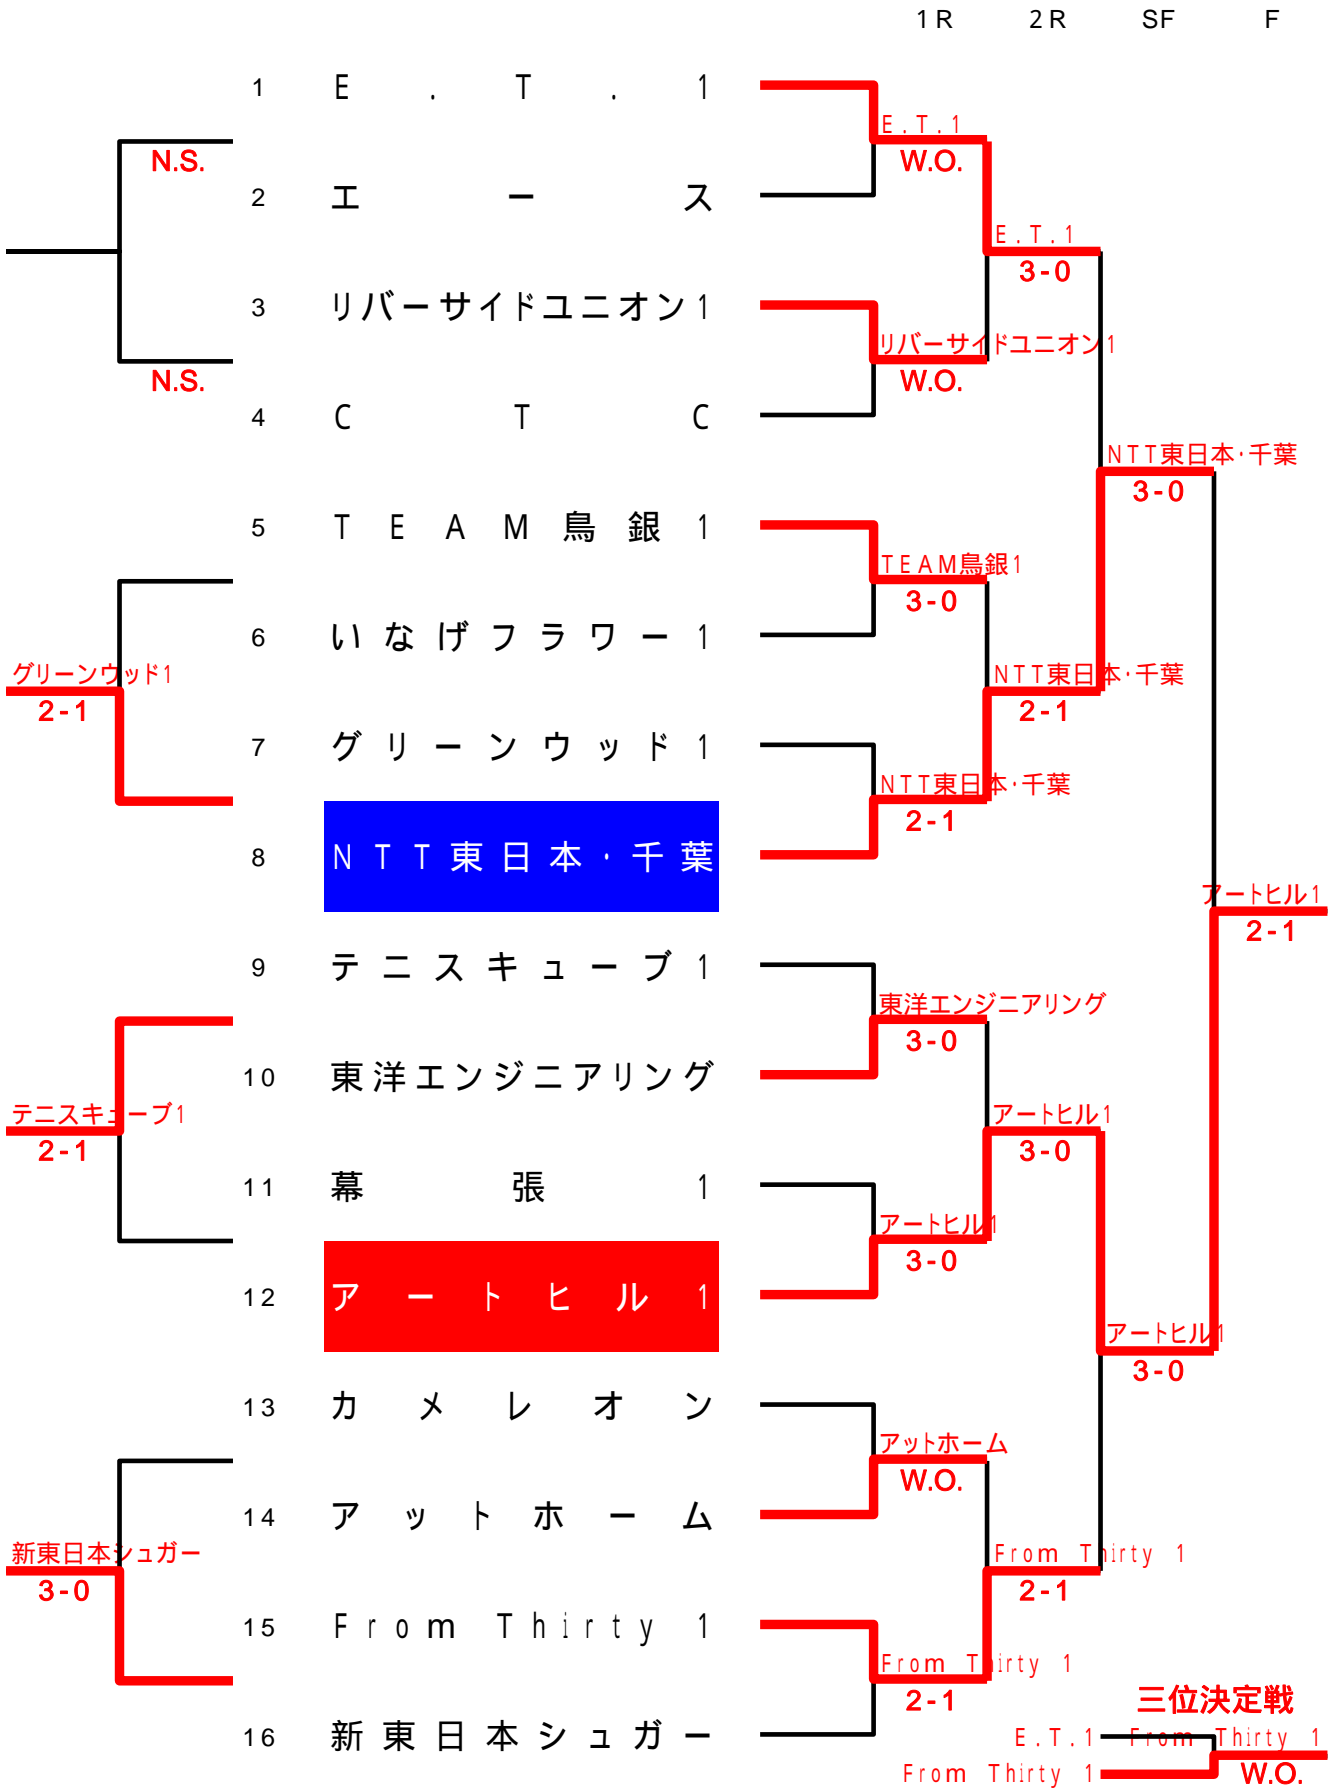 1R 2R SF F
1 E.T.1
E.T.1
N.S. W.O.
2 エース
E.T.1
3-0
3 リバーサイドユニオン1
リバーサイドユニオン1
N.S. W.O.
4 CTC
NTT東日本・千葉
3-0
5 TEAM鳥銀1
TEAM鳥銀1
3-0
6 いなげフラワー1
グリーンウッド1 NTT東日本・千葉
2-1 2-1
7 グリーンウッド1
NTT東日本・千葉
2-1
8 NTT東日本・千葉
アートヒル1
2-1
9 テニスキューブ1
東洋エンジニアリング
3-0
10 東洋エンジニアリング
テニスキューブ1 アートヒル1
2-1 3-0
11 幕張1
アートヒル1
3-0
12 アートヒル1
アートヒル1
3-0
13 カメレオン
アットホーム
W.O.
14 アットホーム
新東日本シュガー From Thirty 1
3-0 2-1
15 From Thirty 1
From Thirty 1
2-1
三位決定戦
16 新東日本シュガー
E.T.1 From Thirty 1
From Thirty 1 W.O.